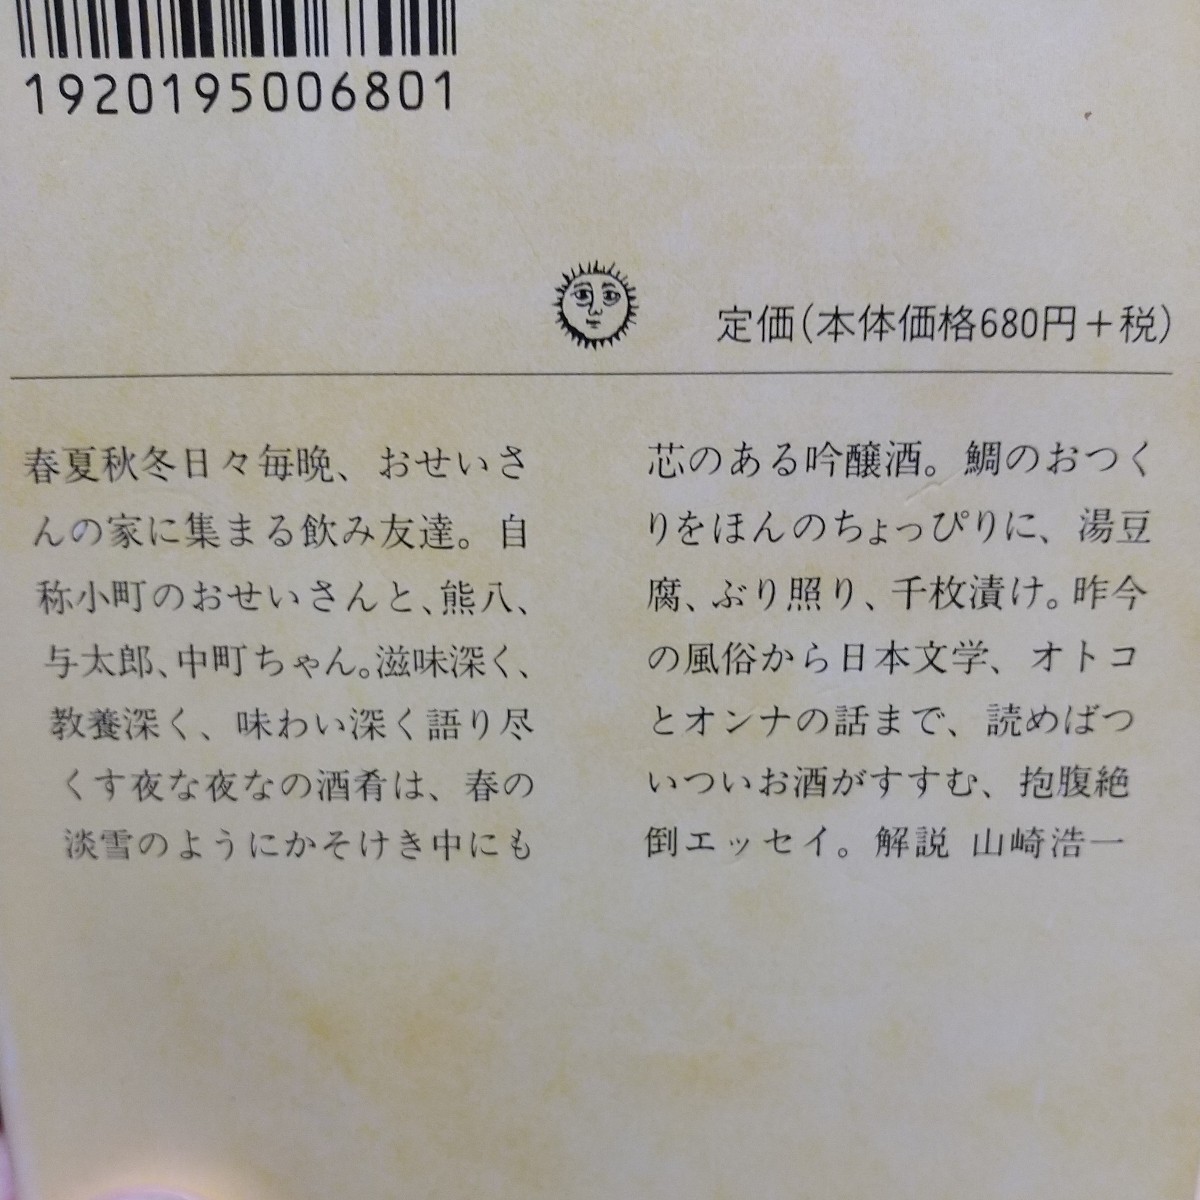 1920195006801
定価(本体価格680円＋税)
春夏秋冬日々毎晩、おせいさ
んの家に集まる飲み友達。自
称小町のおせいさんと、熊八、
与太郎、中町ちゃん。滋味深く、
教養深く、味わい深く語り尽
くす夜な夜なの酒肴は、春の
淡雪のようにかそけき中にも
芯のある吟醸酒。鯛のおつく
りをほんのちょっぴりに、湯豆
腐、ぶり照り、千枚漬け。昨今
の風俗から日本文学、オトコ
とオンナの話まで、読めばつ
いついお酒がすすむ、抱腹絶
倒エッセイ。解説 山崎浩一